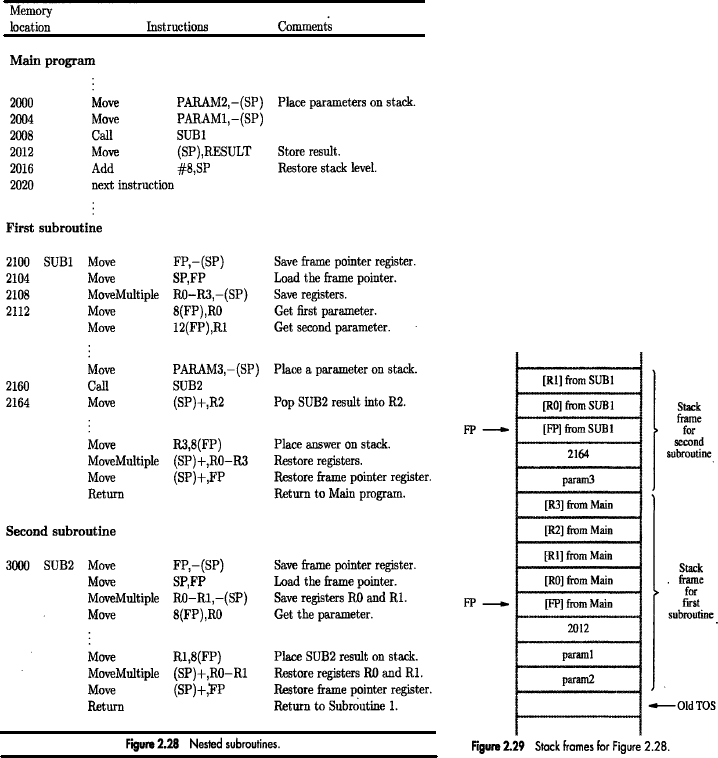 Memory
location Instructions Comments
Main program
⋮
2000 Move PARAM2,−(SP) Place parameters on stack.
2004 Move PARAM1,−(SP)
2008 Call SUB1
2012 Move (SP),RESULT Store result.
2016 Add #8,SP Restore stack level.
2020 next instruction
⋮
First subroutine
2100 SUB1 Move FP,−(SP) Save frame pointer register.
2104 Move SP,FP Load the frame pointer.
2108 MoveMultiple R0−R3,−(SP) Save registers.
2112 Move 8(FP),R0 Get first parameter.
Move 12(FP),R1 Get second parameter.
⋮
Move PARAM3,−(SP) Place a parameter on stack.
2160 Call SUB2
2164 Move (SP)+,R2 Pop SUB2 result into R2.
⋮
Move R3,8(FP) Place answer on stack.
MoveMultiple (SP)+,R0−R3 Restore registers.
Move (SP)+,FP Restore frame pointer register.
Return Return to Main program.
Second subroutine
3000 SUB2 Move FP,−(SP) Save frame pointer register.
Move SP,FP Load the frame pointer.
MoveMultiple R0−R1,−(SP) Save registers R0 and R1.
Move 8(FP),R0 Get the parameter.
⋮
Move R1,8(FP) Place SUB2 result on stack.
MoveMultiple (SP)+,R0−R1 Restore registers R0 and R1.
Move (SP)+,FP Restore frame pointer register.
Return Return to Subroutine 1.
Figure 2.28 Nested subroutines.
[R1] from SUB1
[R0] from SUB1
FP [FP] from SUB1
2164
param3
Stack
frame
for
second
subroutine
[R3] from Main
[R2] from Main
[R1] from Main
[R0] from Main
FP [FP] from Main
2012
param1
param2
Stack
frame
for
first
subroutine
Old TOS
Figure 2.29 Stack frames for Figure 2.28.